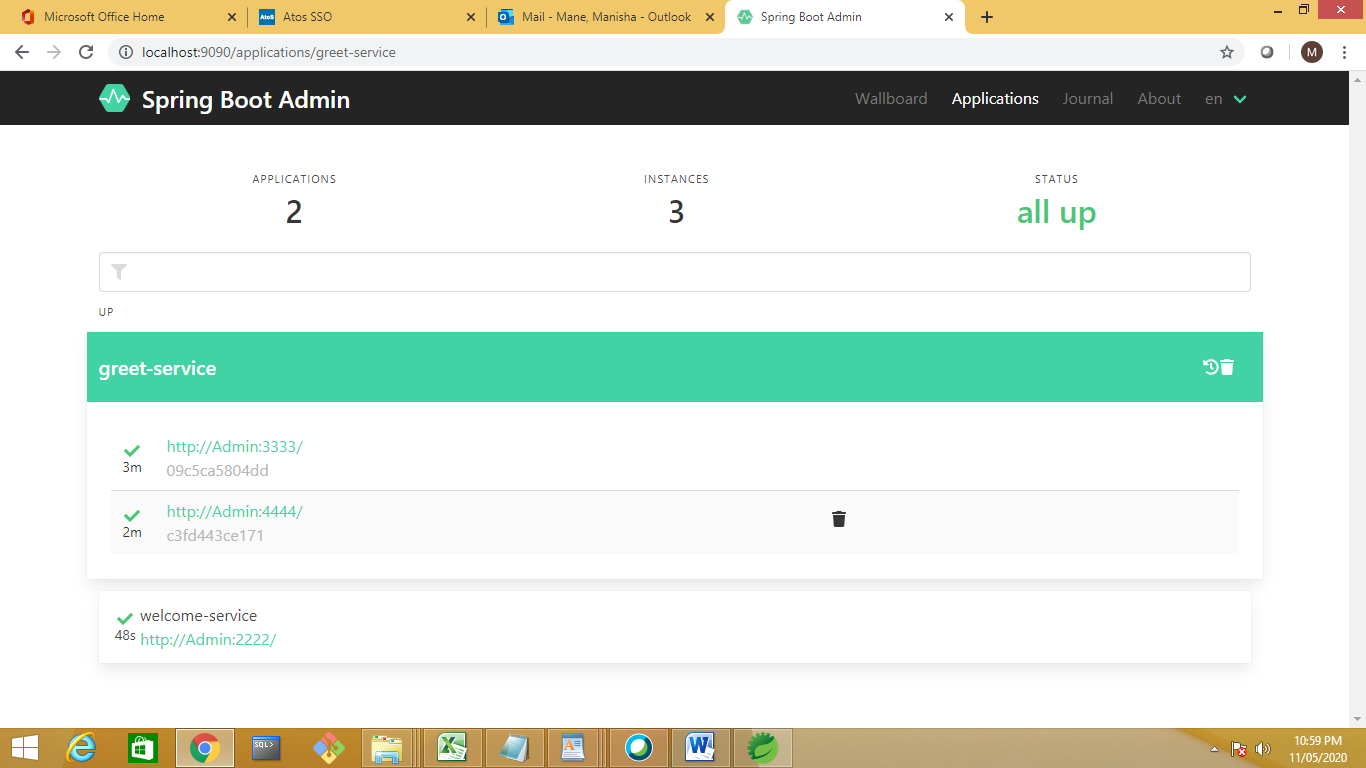 Microsoft Office Home
Atos SSO
Mail - Mane, Manisha - Outlook
Spring Boot Admin
localhost:9090/applications/greet-service
M
Spring Boot Admin
Wallboard
Applications
Journal
About
en
APPLICATIONS
2
INSTANCES
3
STATUS
all up
UP
greet-service
http://Admin:3333/
3m
09c5ca5804dd
http://Admin:4444/
2m
c3fd443ce171
welcome-service
48s
http://Admin:2222/
SQL>
10:59 PM
11/05/2020